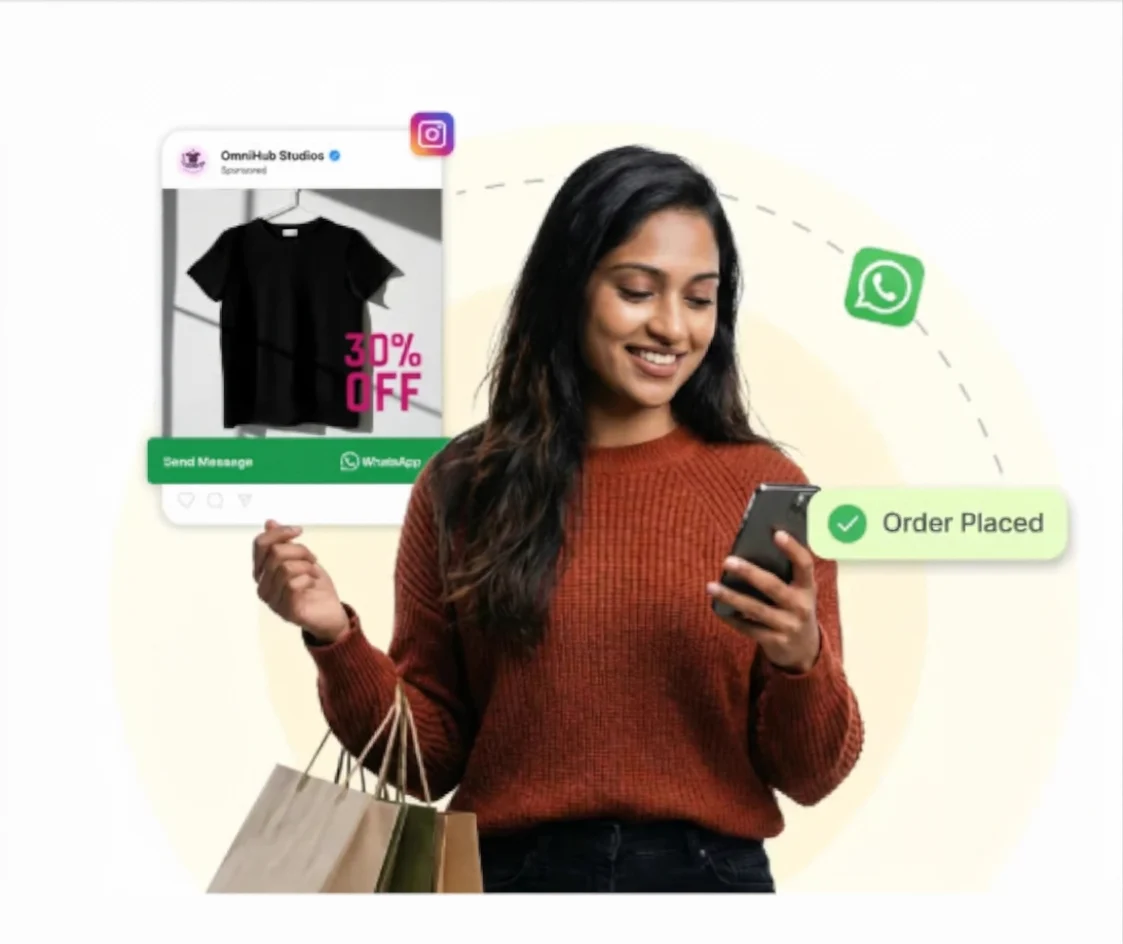 OmniHub Studios
Sponsored
30%
OFF
Send Message
WhatsApp
Order Placed